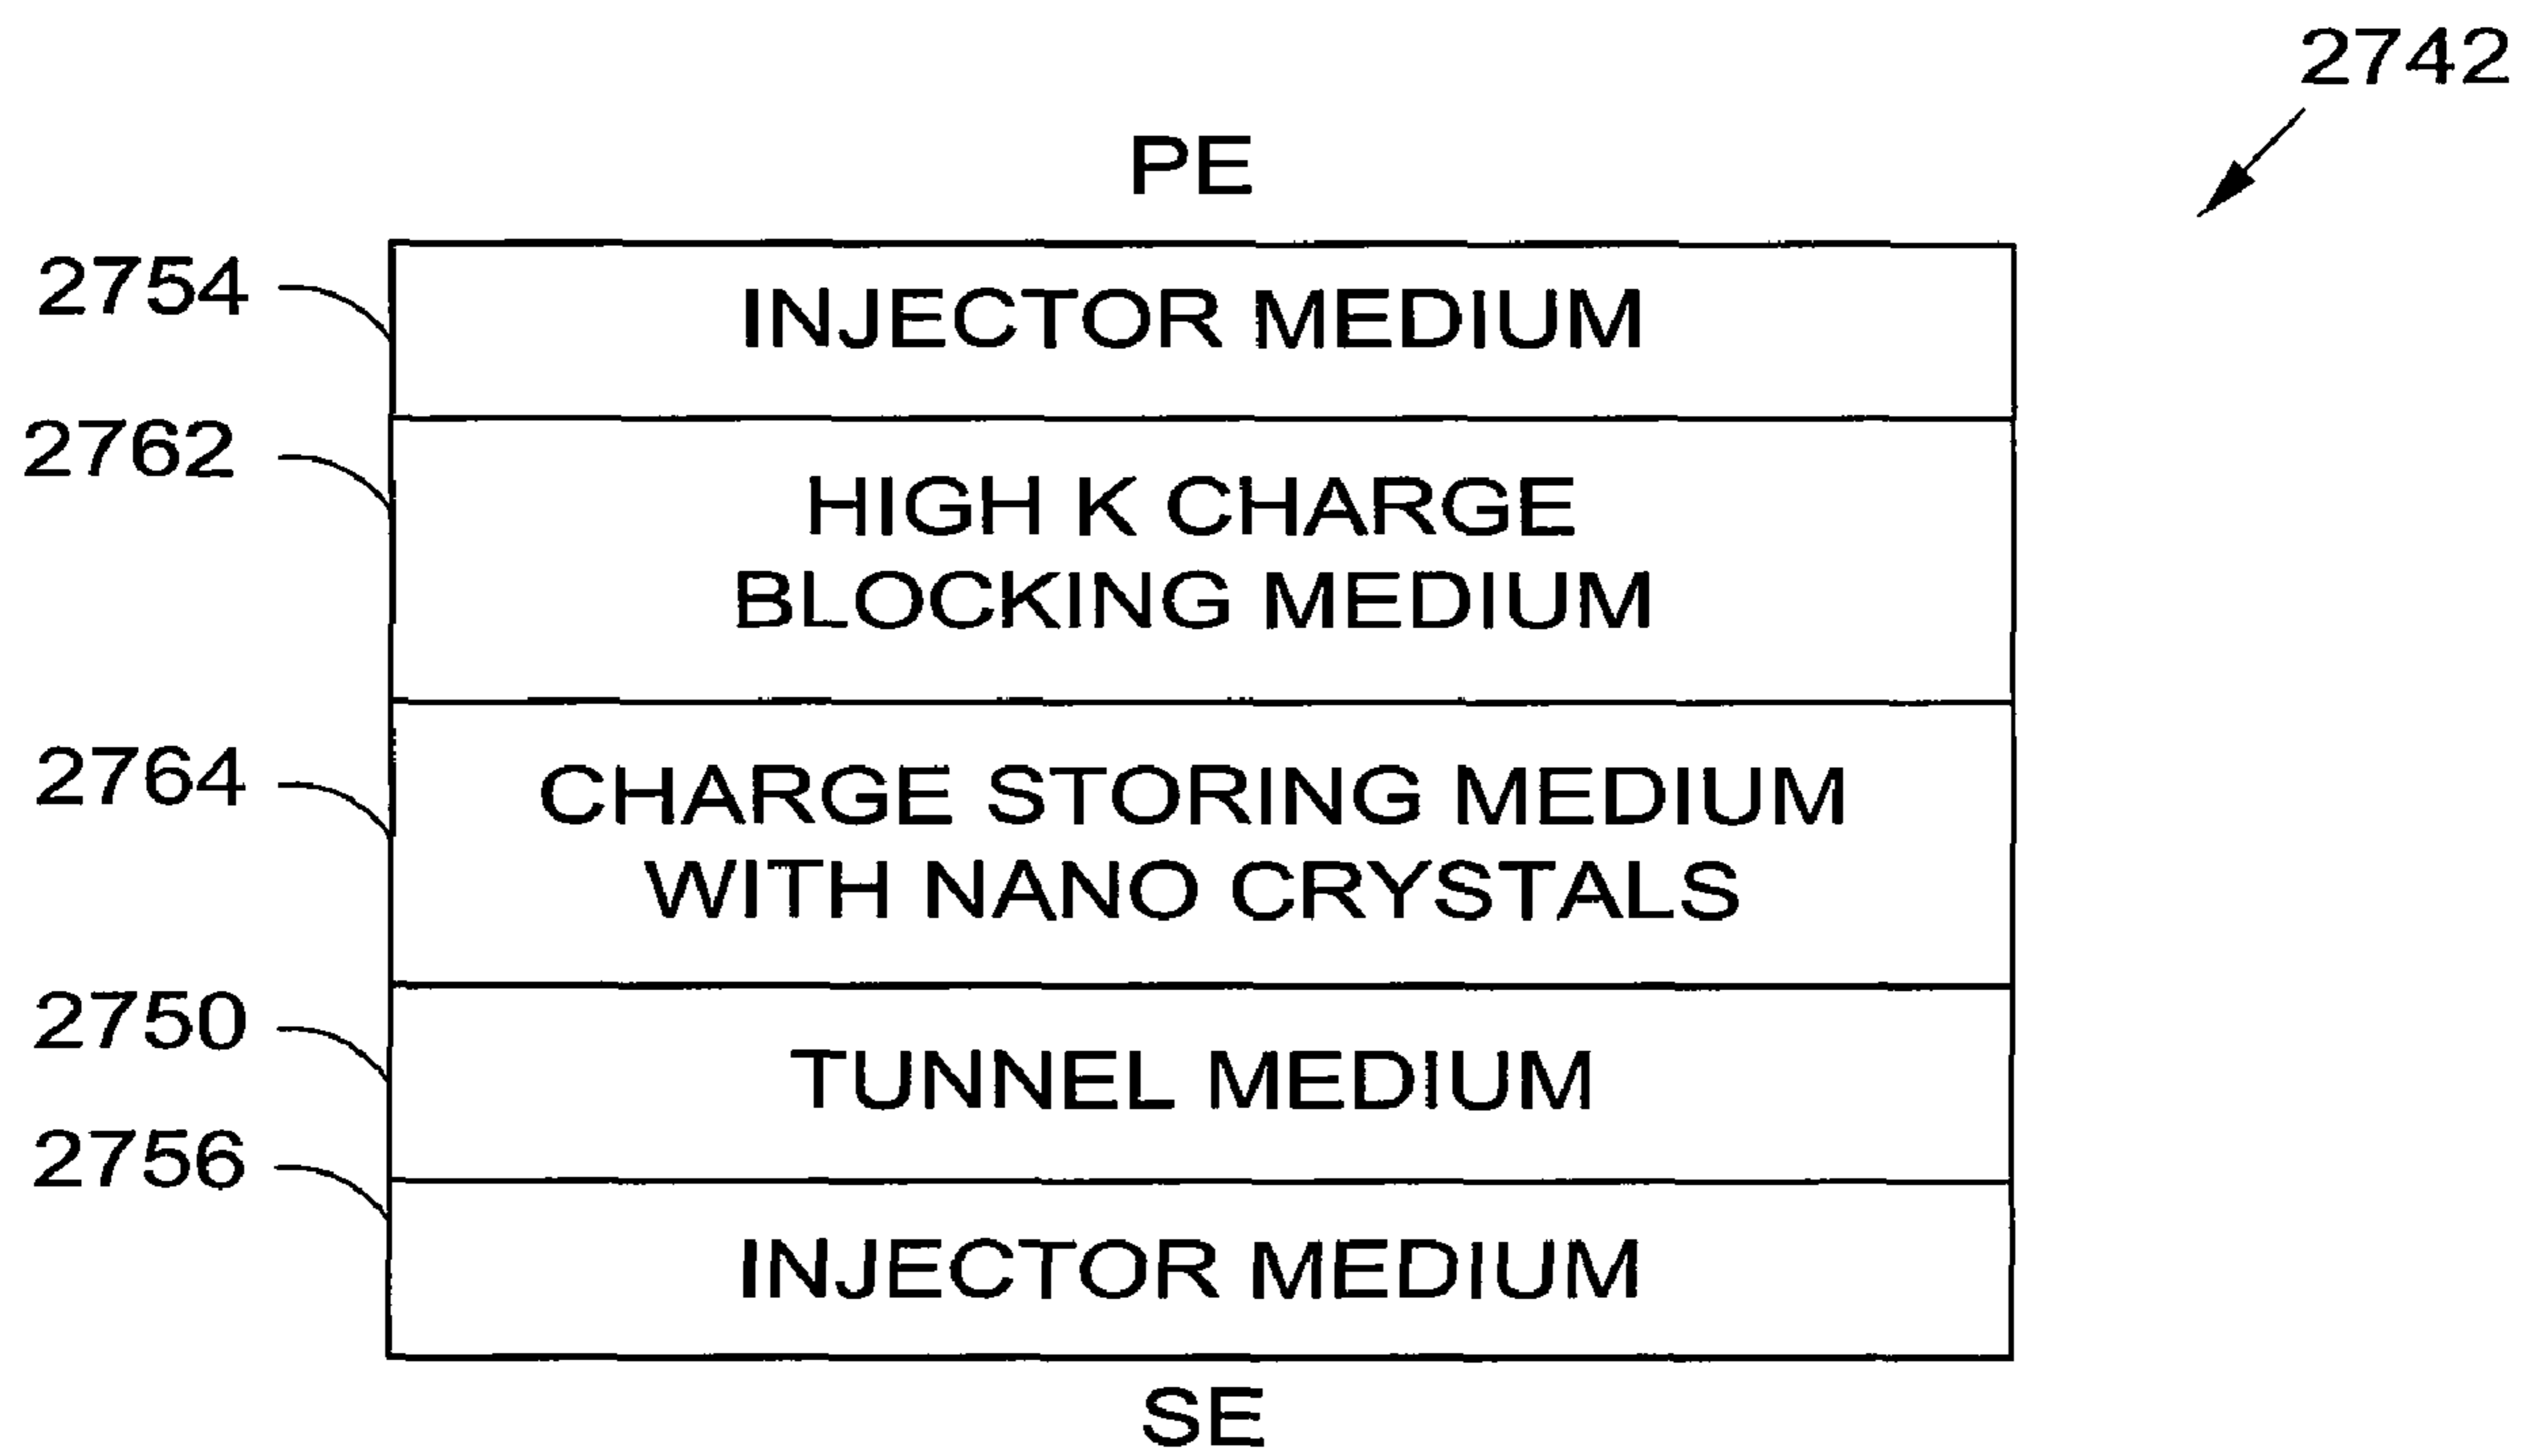 2742
PE
2754
INJECTOR MEDIUM
2762
HIGH K CHARGE
BLOCKING MEDIUM
2764
CHARGE STORING MEDIUM
WITH NANO CRYSTALS
2750
TUNNEL MEDIUM
2756
INJECTOR MEDIUM
SE